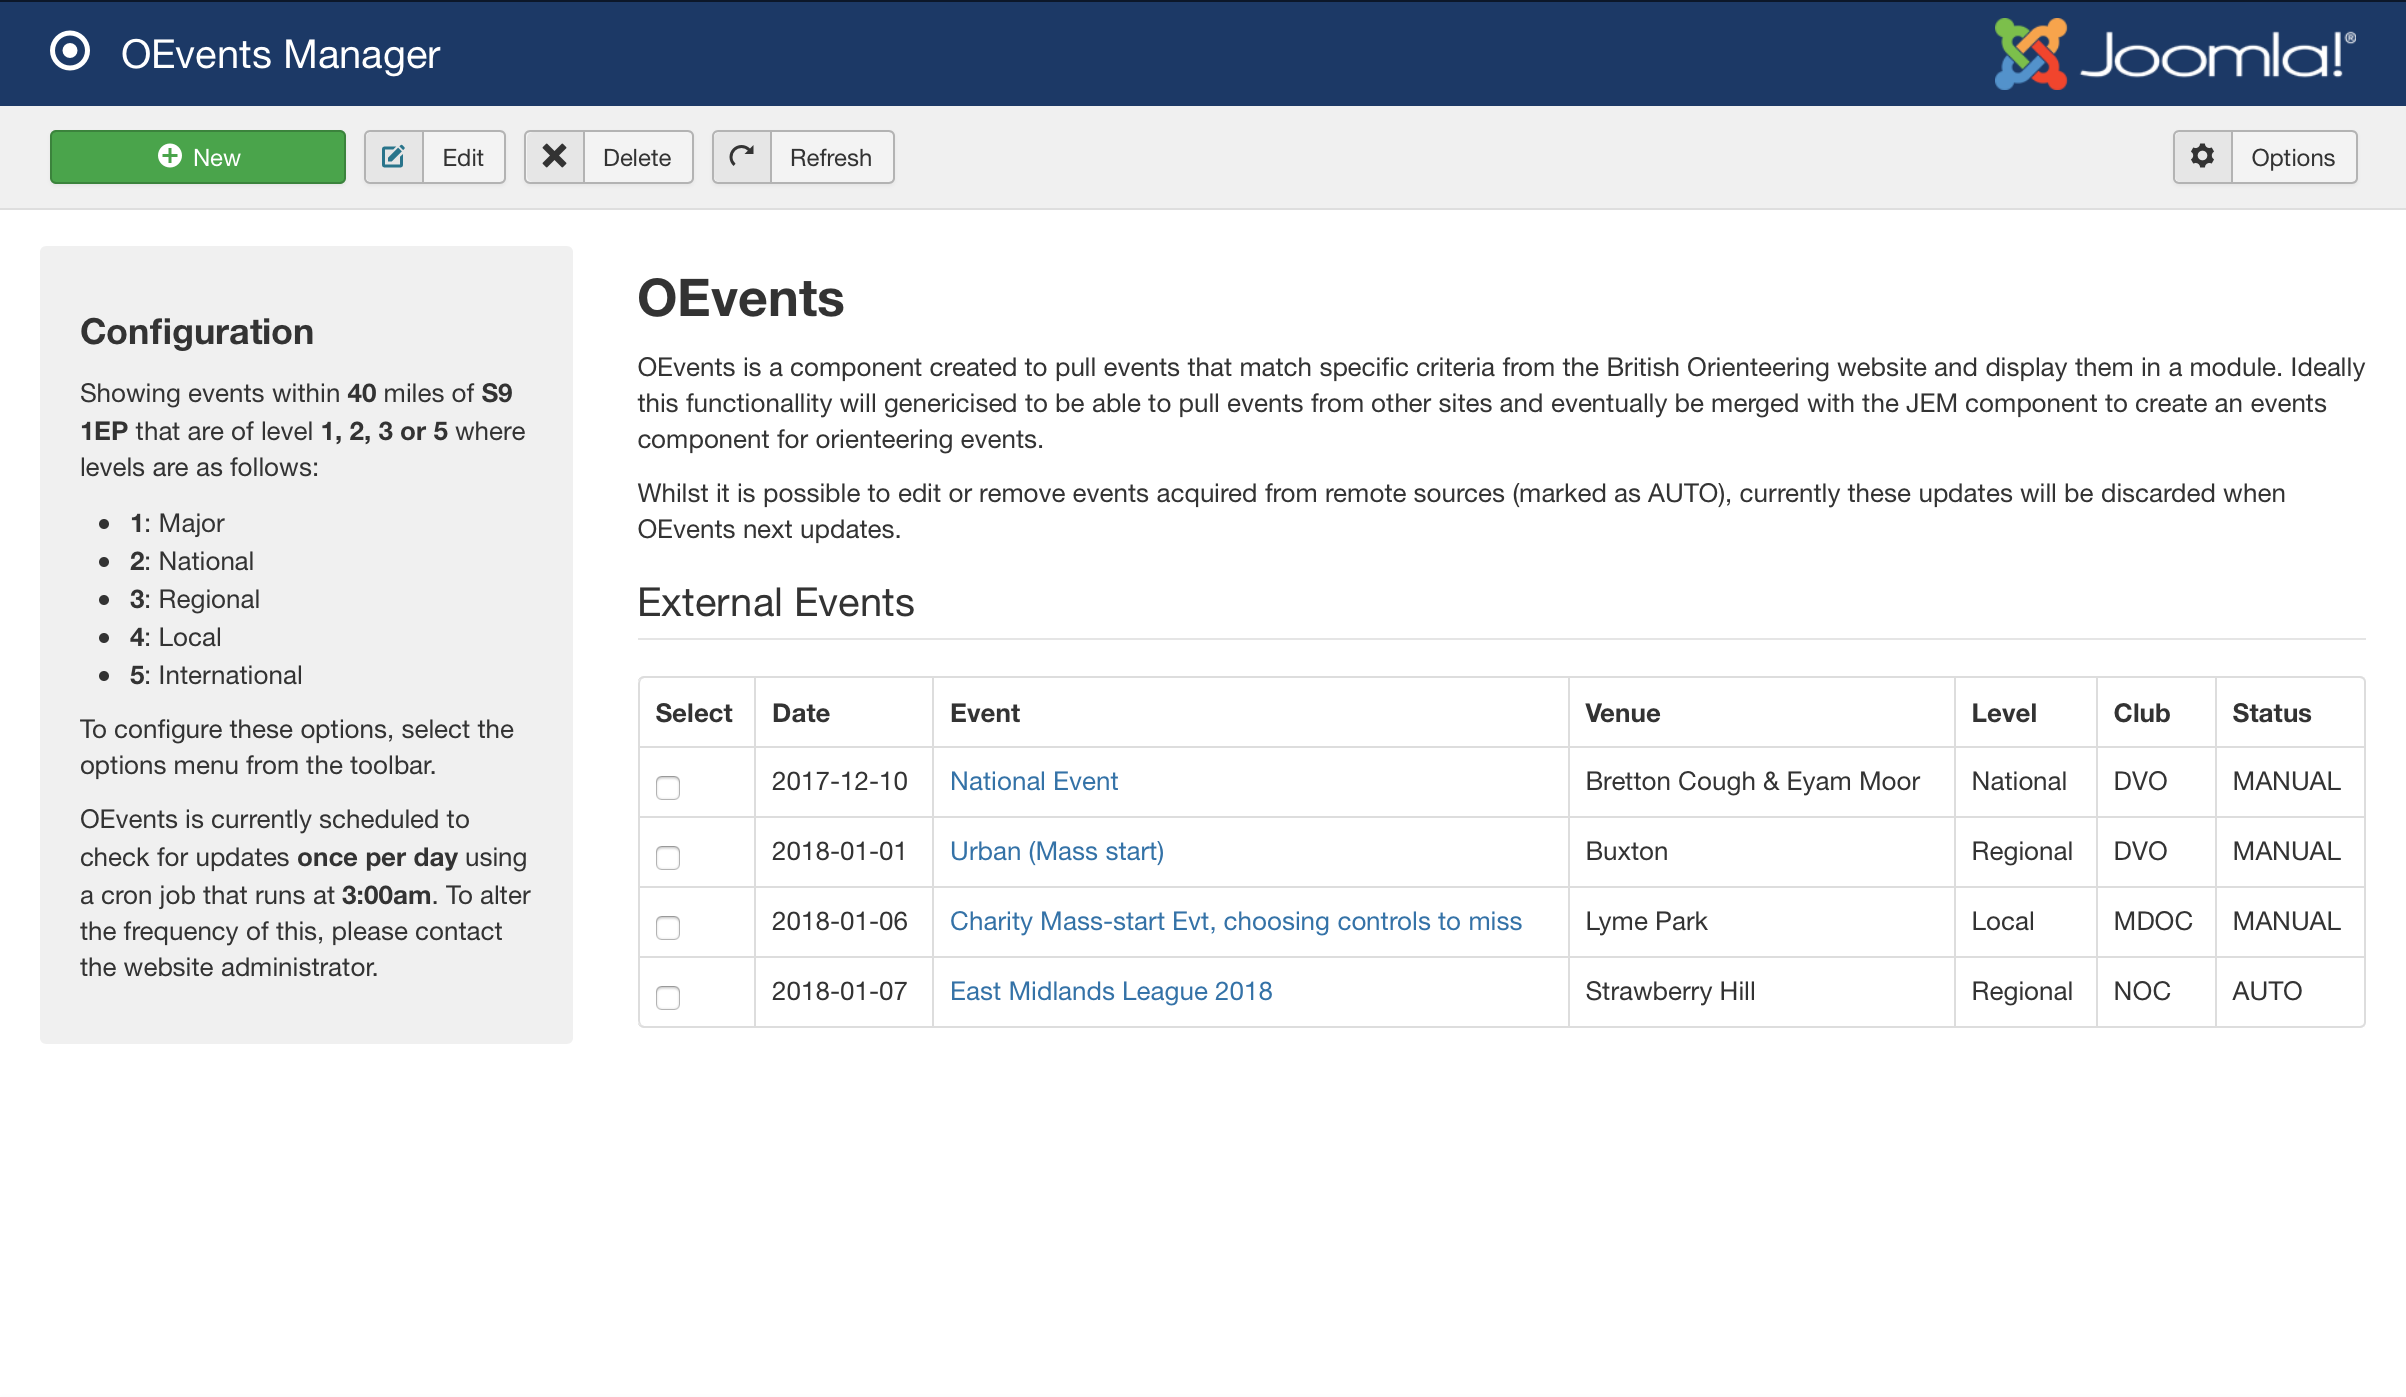 OEvents Manager
Joomla!®
New
Edit
Delete
Refresh
Options
Configuration
Showing events within 40 miles of S9
1EP that are of level 1, 2, 3 or 5 where
levels are as follows:
1: Major
2: National
3: Regional
4: Local
5: International
To configure these options, select the
options menu from the toolbar.
OEvents is currently scheduled to
check for updates once per day using
a cron job that runs at 3:00am. To alter
the frequency of this, please contact
the website administrator.
OEvents
OEvents is a component created to pull events that match specific criteria from the British Orienteering website and display them in a module. Ideally
this functionallity will genericised to be able to pull events from other sites and eventually be merged with the JEM component to create an events
component for orienteering events.
Whilst it is possible to edit or remove events acquired from remote sources (marked as AUTO), currently these updates will be discarded when
OEvents next updates.
External Events
Select Date Event Venue Level Club Status
2017-12-10 National Event Bretton Cough & Eyam Moor National DVO MANUAL
2018-01-01 Urban (Mass start) Buxton Regional DVO MANUAL
2018-01-06 Charity Mass-start Evt, choosing controls to miss Lyme Park Local MDOC MANUAL
2018-01-07 East Midlands League 2018 Strawberry Hill Regional NOC AUTO